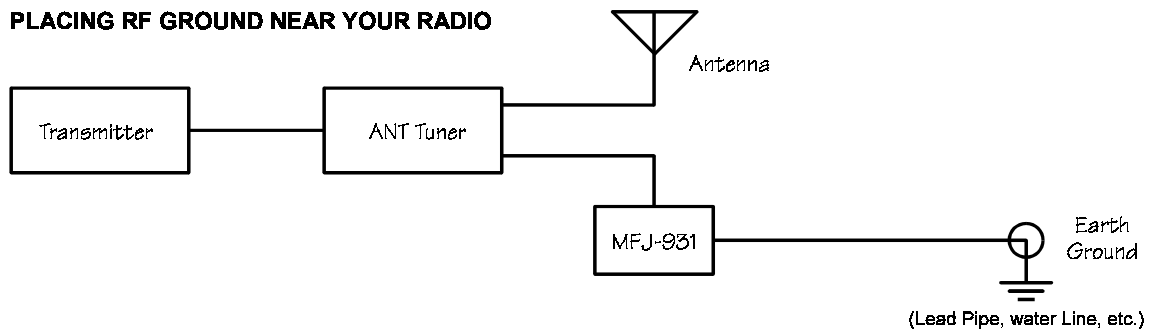 PLACING RF GROUND NEAR YOUR RADIO
Antenna
Transmitter
ANT Tuner
MFJ-931
Earth
Ground
(Lead Pipe, water Line, etc.)